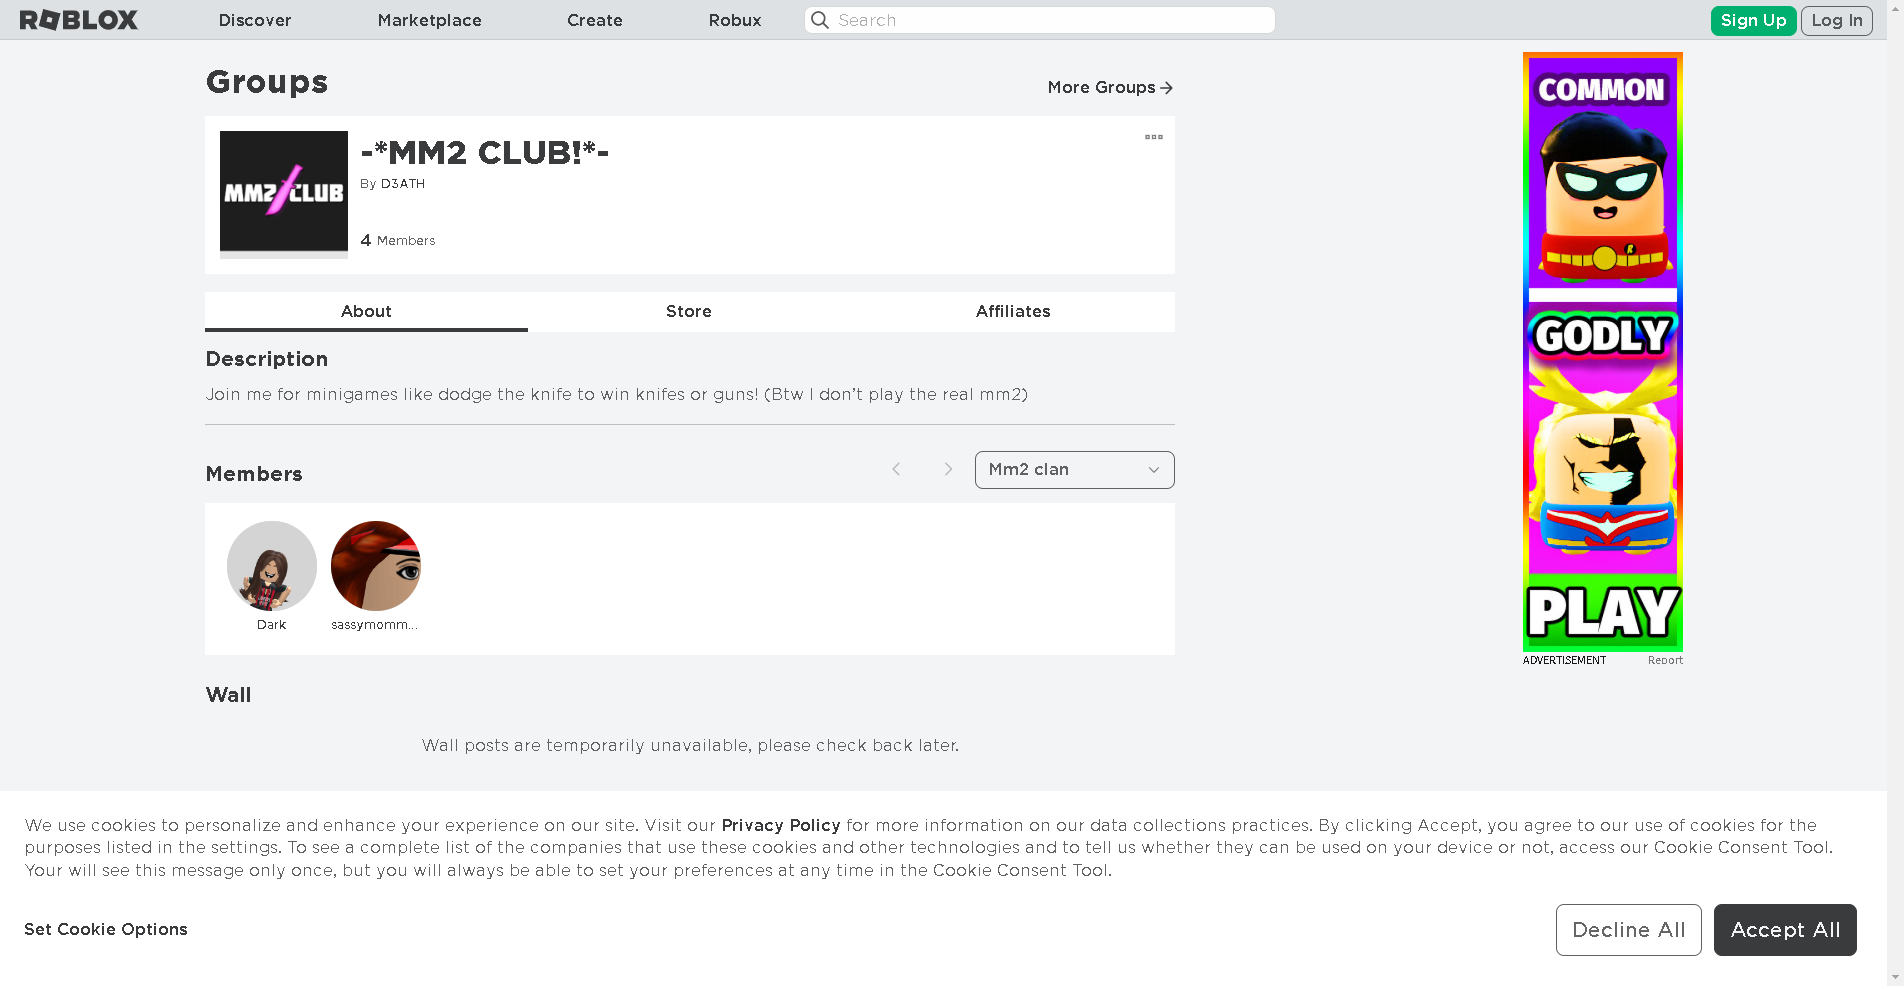 ROBLOX Discover Marketplace Create Robux Search Sign Up Log In
Groups
More Groups
MM2 CLUB
-*MM2 CLUB!*-
By D3ATH
4 Members
About Store Affiliates
Description
Join me for minigames like dodge the knife to win knifes or guns! (Btw I don't play the real mm2)
Members
Mm2 clan
Dark sassymomm...
Wall
Wall posts are temporarily unavailable, please check back later.
COMMON
GODLY
PLAY
ADVERTISEMENT Report
We use cookies to personalize and enhance your experience on our site. Visit our Privacy Policy for more information on our data collections practices. By clicking Accept, you agree to our use of cookies for the
purposes listed in the settings. To see a complete list of the companies that use these cookies and other technologies and to tell us whether they can be used on your device or not, access our Cookie Consent Tool.
Your will see this message only once, but you will always be able to set your preferences at any time in the Cookie Consent Tool.
Set Cookie Options
Decline All Accept All